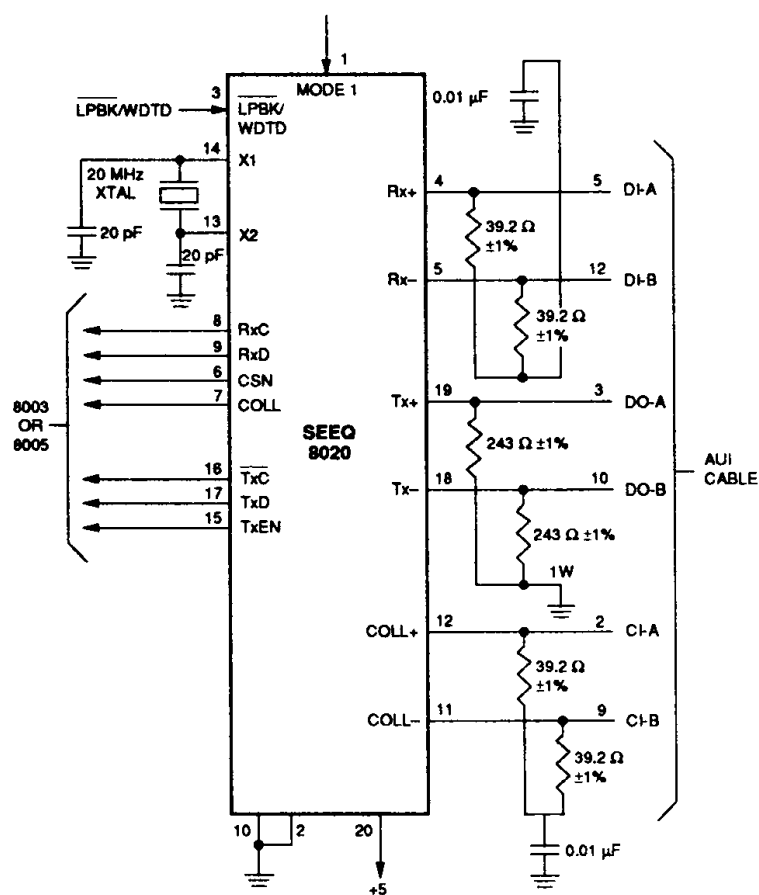 1
MODE 1
3
LPBK/WDTD
LPBK/
WDTD
0.01 µF
14
X1
20 MHz
XTAL
13
X2
20 pF
20 pF
Rx+
4
5
DI-A
39.2 Ω
±1%
Rx–
5
12
DI-B
39.2 Ω
±1%
8
RxC
9
RxD
6
CSN
7
COLL
8003
OR
8005
16
TxC
17
TxD
15
TxEN
SEEQ
8020
Tx+
19
3
DO-A
243 Ω ±1%
Tx–
18
10
DO-B
243 Ω ±1%
1W
AUI
CABLE
COLL+
12
2
CI-A
39.2 Ω
±1%
COLL–
11
9
CI-B
39.2 Ω
±1%
10
2
20
+5
0.01 µF